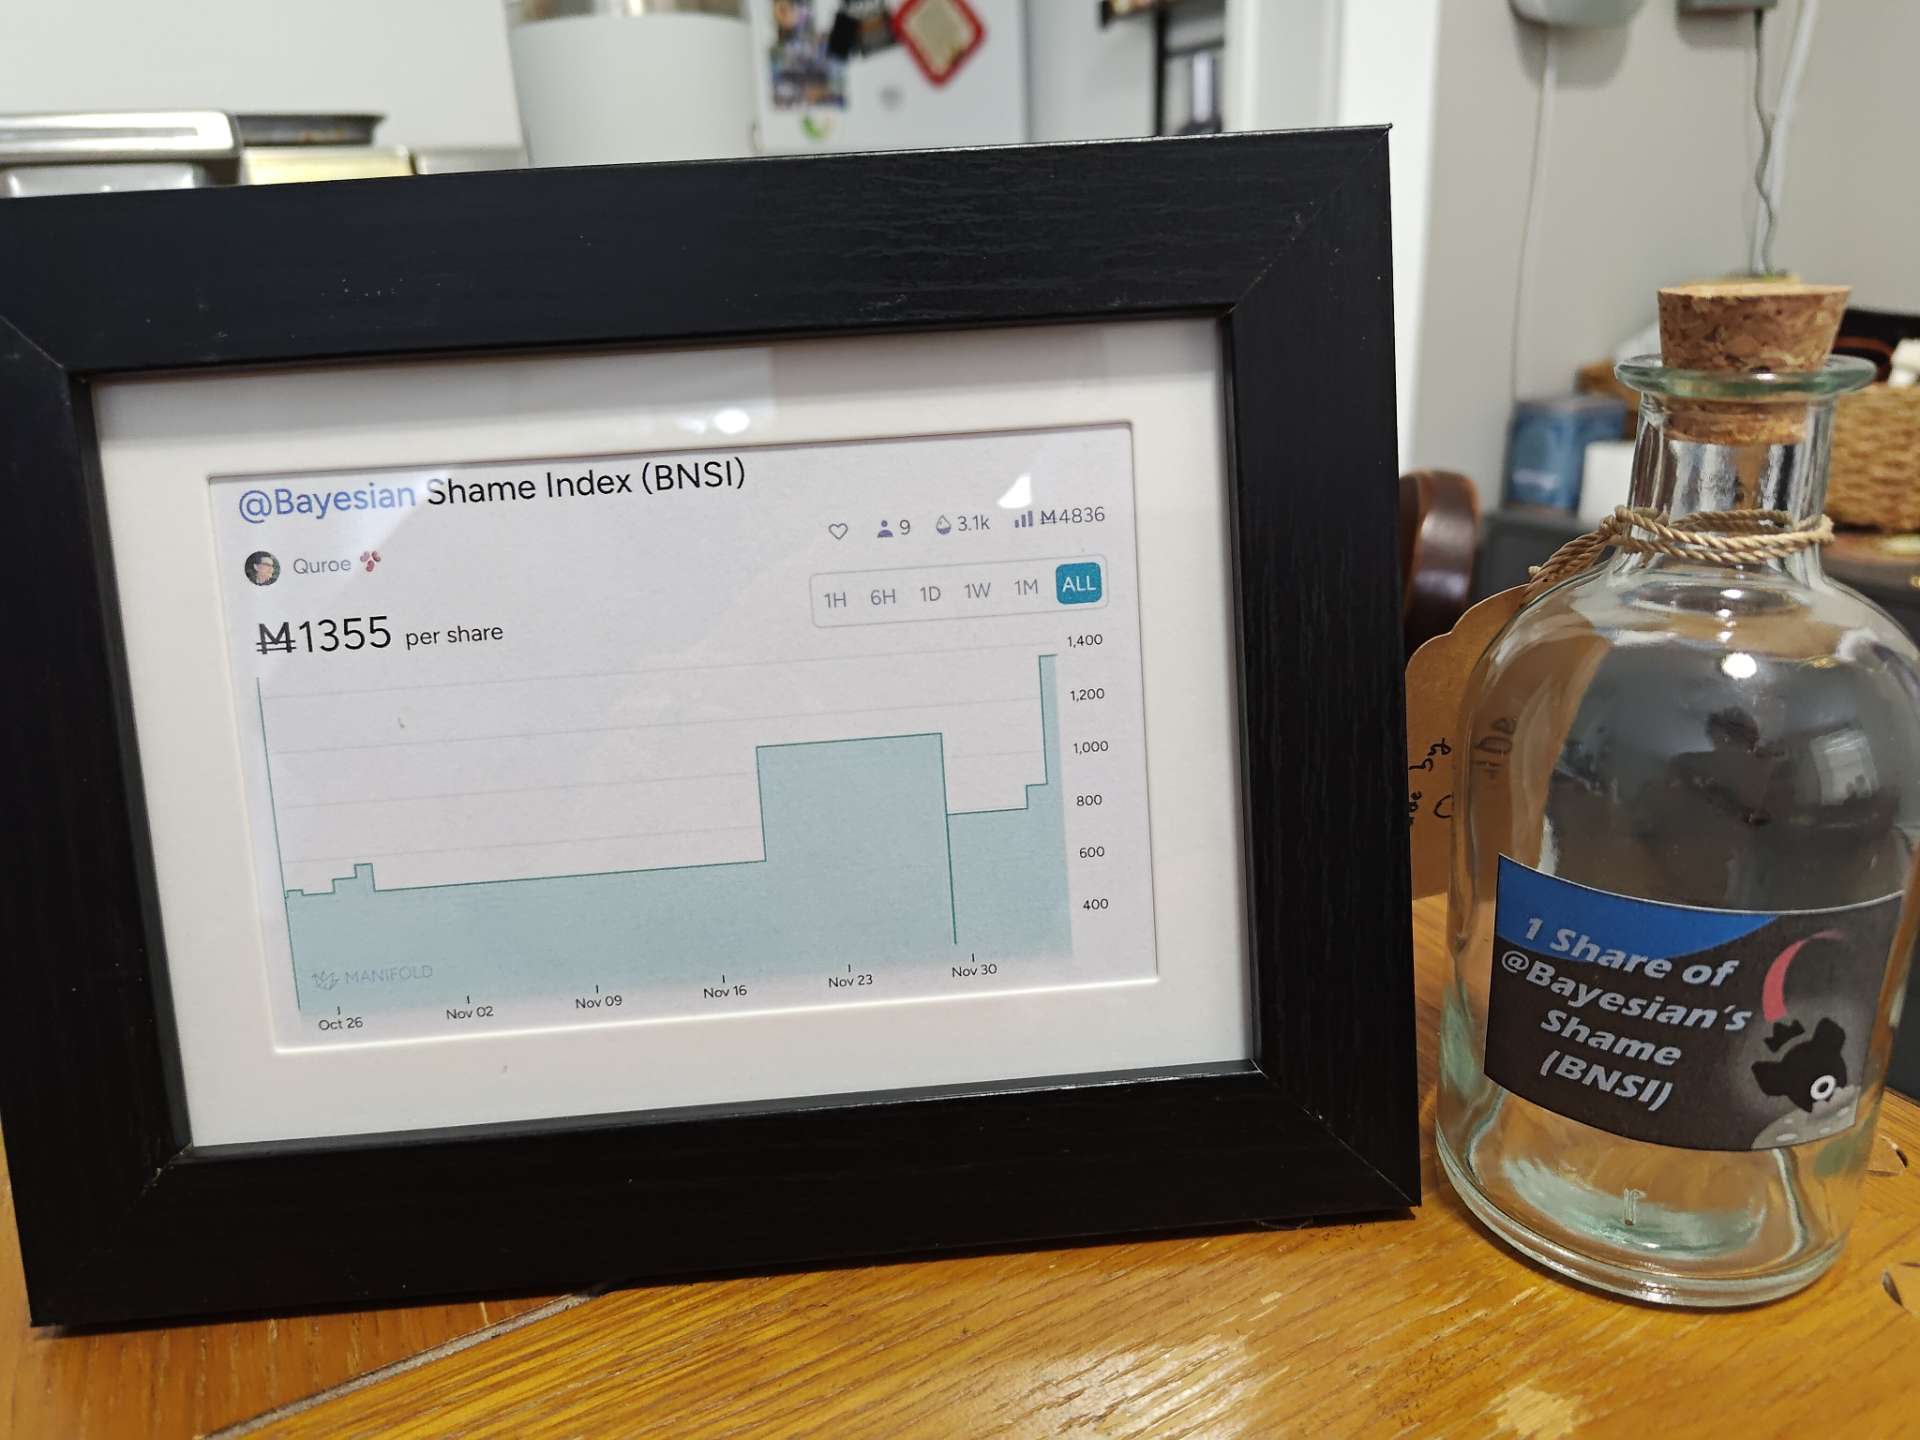 @Bayesian Shame Index (BNSI)
9 3.1k Ṁ4836
Quroe
1H 6H 1D 1W 1M ALL
Ṁ1355 per share
1,400
1,200
1,000
800
600
400
MANIFOLD
Oct 26 Nov 02 Nov 09 Nov 16 Nov 23 Nov 30
1 Share of
@Bayesian's
Shame
(BNSI)